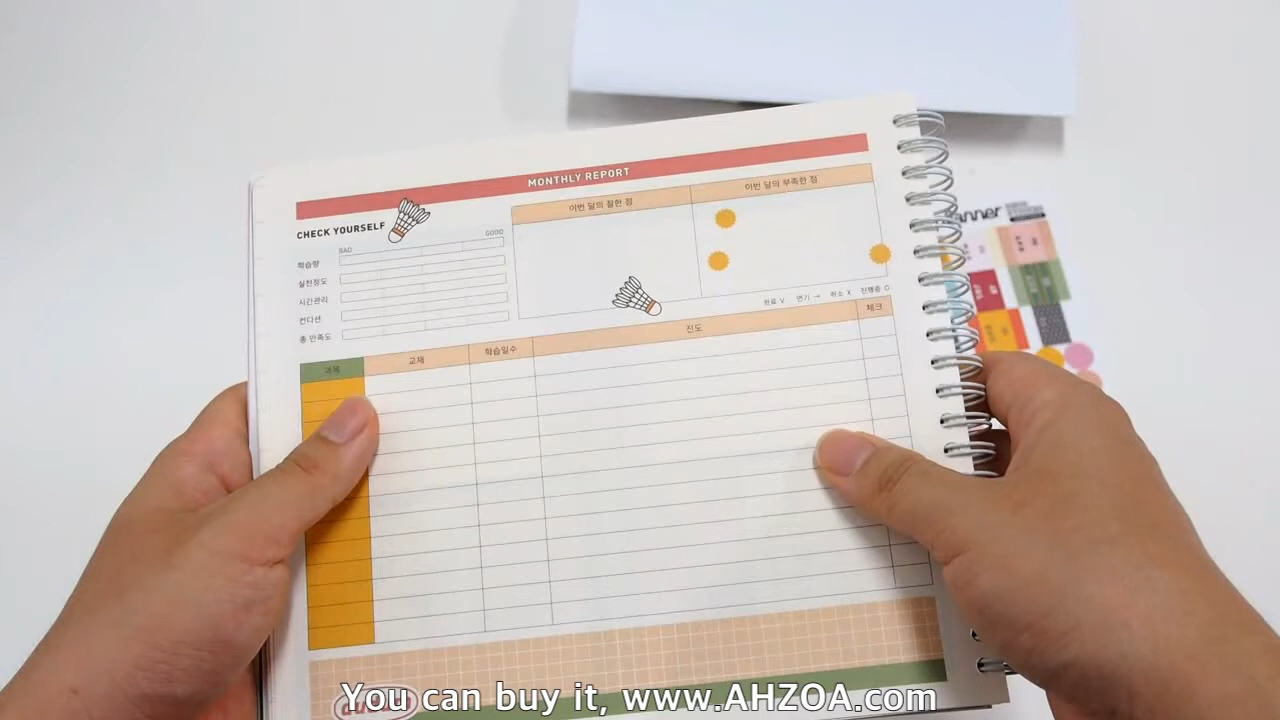 MONTHLY REPORT
CHECK YOURSELF
BAD GOOD
학습량
실천정도
시간관리
컨디션
총 만족도
이번 달의 잘한 점
이번 달의 부족한 점
완료 V 연기 → 취소 X 진행중 O
과목 교재 학습일수 진도 체크
You can buy it, www.AHZOA.com